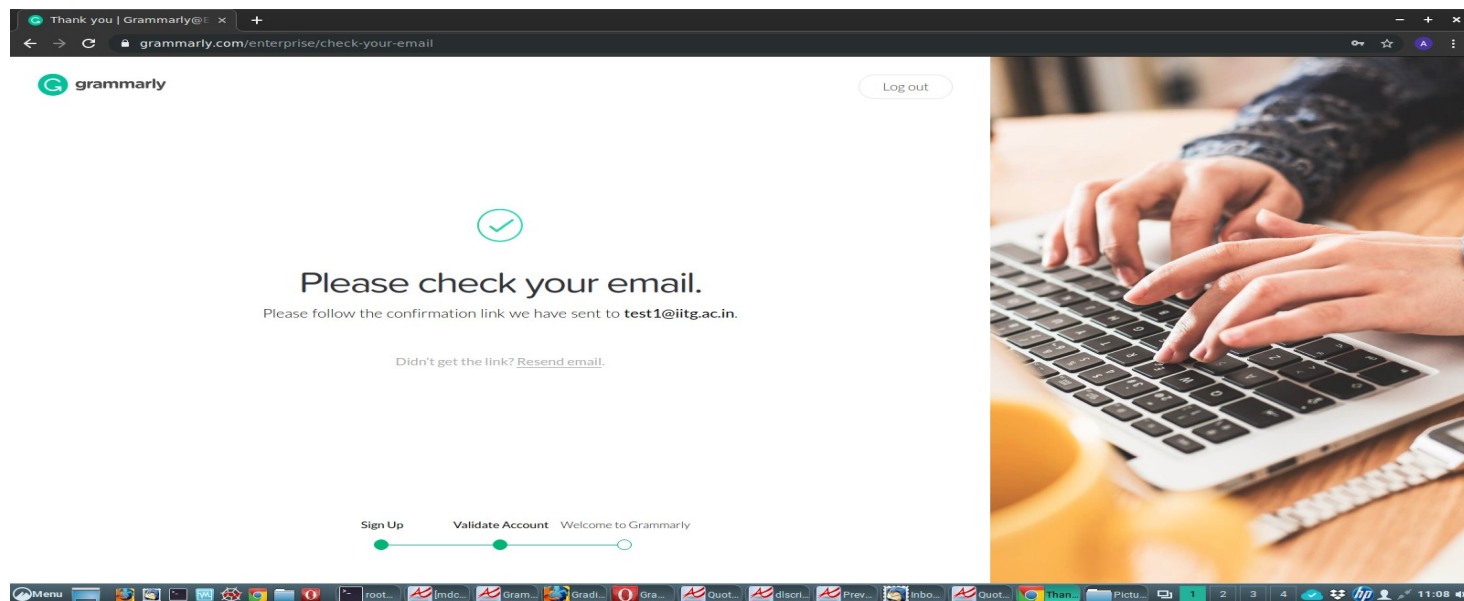 Thank you | Grammarly@E
grammarly.com/enterprise/check-your-email
A
grammarly
Log out
Please check your email.
Please follow the confirmation link we have sent to test1@iitg.ac.in.
Didn't get the link? Resend email.
Sign Up Validate Account Welcome to Grammarly
Menu root... [mdc... Gram... Gradi... Gra... Quot... discri... Prev... Inbo... Quot... Than... Pictu... 1 2 3 4 hp 11:08